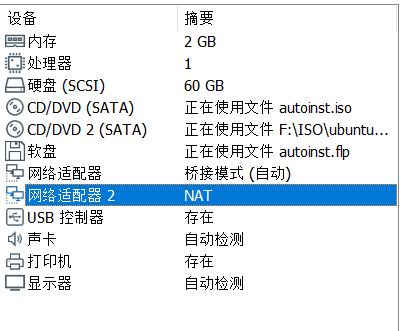 设备 摘要
内存 2 GB
处理器 1
硬盘 (SCSI) 60 GB
CD/DVD (SATA) 正在使用文件 autoinst.iso
CD/DVD 2 (SATA) 正在使用文件 F:\ISO\ubuntu...
软盘 正在使用文件 autoinst.flp
网络适配器 桥接模式 (自动)
网络适配器 2 NAT
USB 控制器 存在
声卡 自动检测
打印机 存在
显示器 自动检测